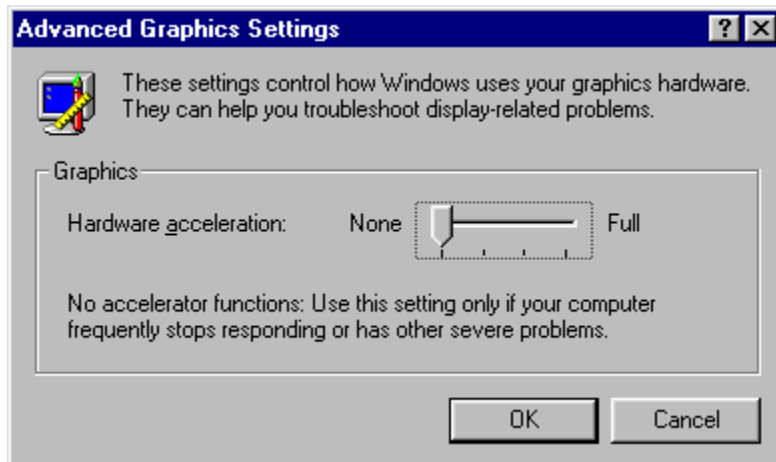 Advanced Graphics Settings
These settings control how Windows uses your graphics hardware.
They can help you troubleshoot display-related problems.
Graphics
Hardware acceleration: None Full
No accelerator functions: Use this setting only if your computer
frequently stops responding or has other severe problems.
OK Cancel